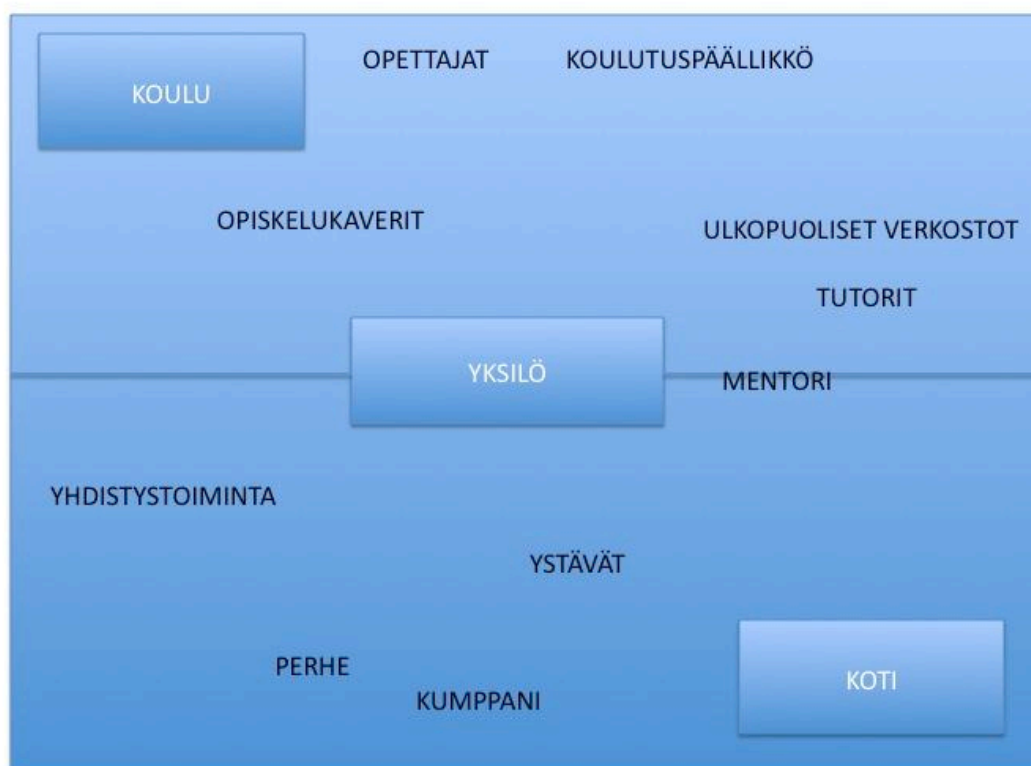 OPETTAJAT
KOULUTUSPÄÄLLIKKÖ
KOULU
OPISKELUKAVERIT
ULKOPUOLISET VERKOSTOT
TUTORIT
YKSILÖ
MENTORI
YHDISTYSTOIMINTA
YSTÄVÄT
PERHE
KOTI
KUMPPANI